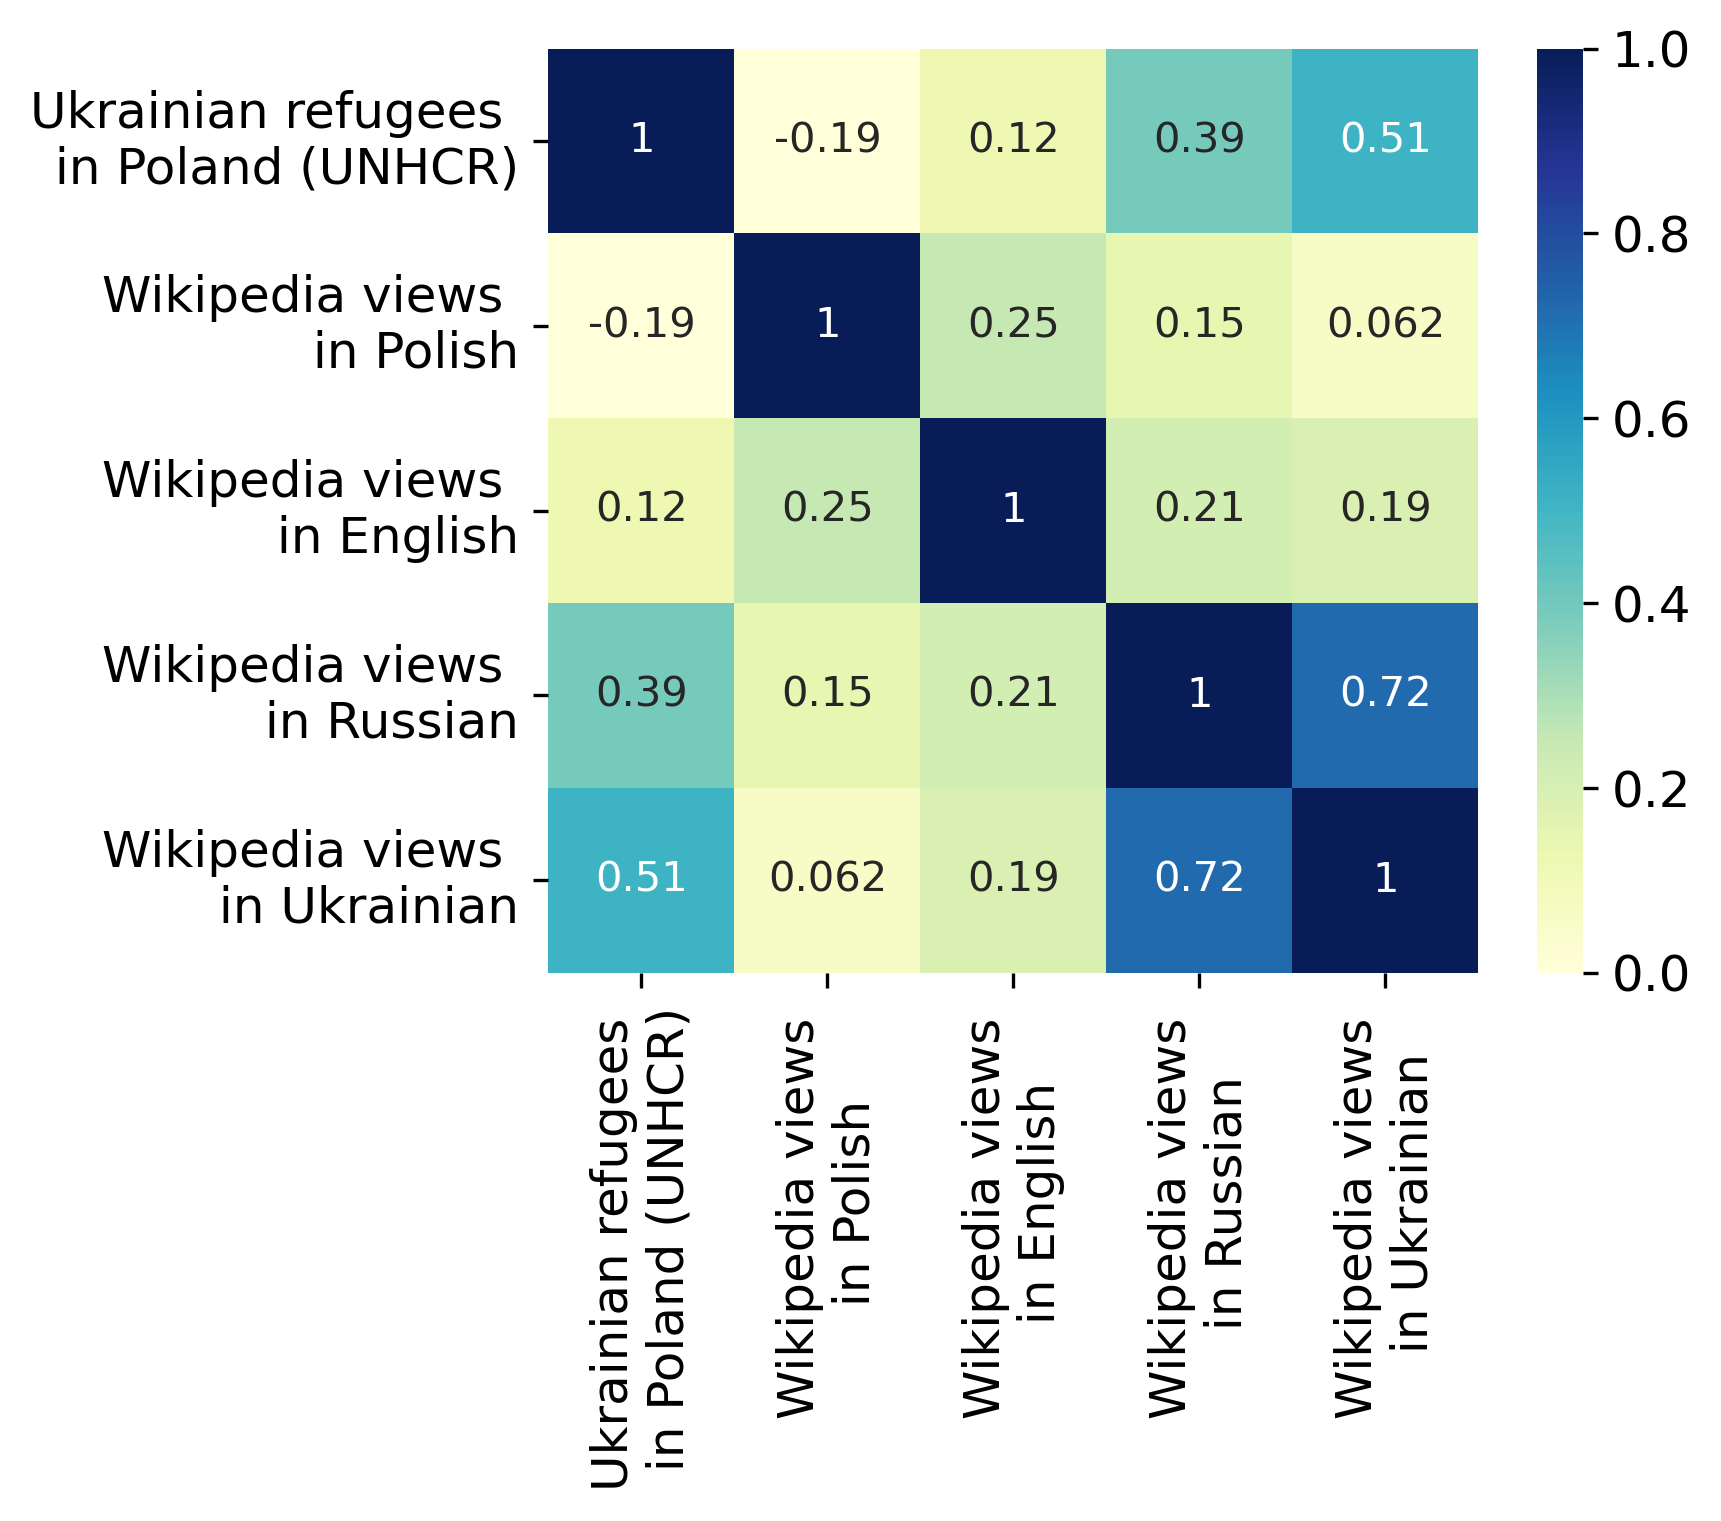 Ukrainian refugees
in Poland (UNHCR)
1
-0.19
0.12
0.39
0.51
Wikipedia views
in Polish
-0.19
1
0.25
0.15
0.062
Wikipedia views
in English
0.12
0.25
1
0.21
0.19
Wikipedia views
in Russian
0.39
0.15
0.21
1
0.72
Wikipedia views
in Ukrainian
0.51
0.062
0.19
0.72
1
Ukrainian refugees
in Poland (UNHCR)
Wikipedia views
in Polish
Wikipedia views
in English
Wikipedia views
in Russian
Wikipedia views
in Ukrainian
1.0
0.8
0.6
0.4
0.2
0.0